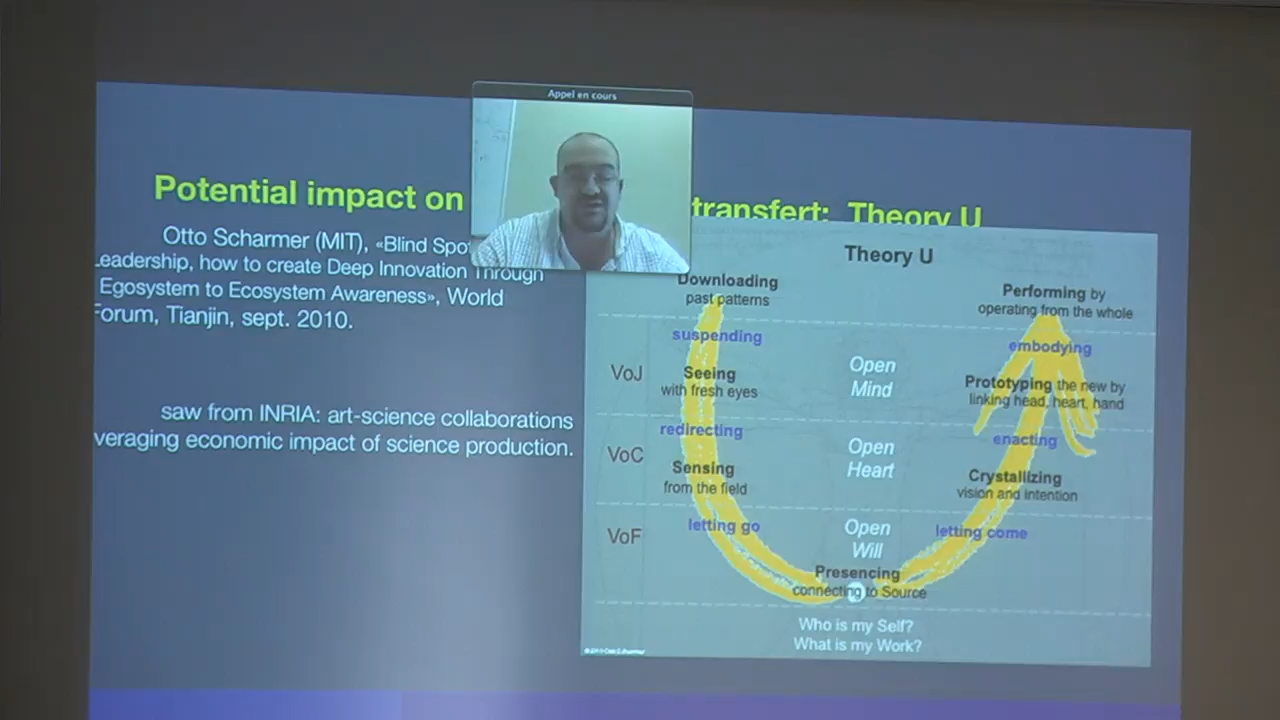 Appel en cours
Potential impact on transfert: Theory U
Otto Scharmer (MIT), «Blind Spo
Leadership, how to create Deep Innovation Through
Egosystem to Ecosystem Awareness», World
Forum, Tianjin, sept. 2010.
saw from INRIA: art-science collaborations
veraging economic impact of science production.
Theory U
Downloading
past patterns
Performing by
operating from the whole
suspending
embodying
VoJ
Seeing
with fresh eyes
Open
Mind
Prototyping the new by
linking head, heart, hand
redirecting
enacting
VoC
Sensing
from the field
Open
Heart
Crystallizing
vision and intention
letting go
letting come
VoF
Open
Will
Presencing
connecting to Source
Who is my Self?
What is my Work?